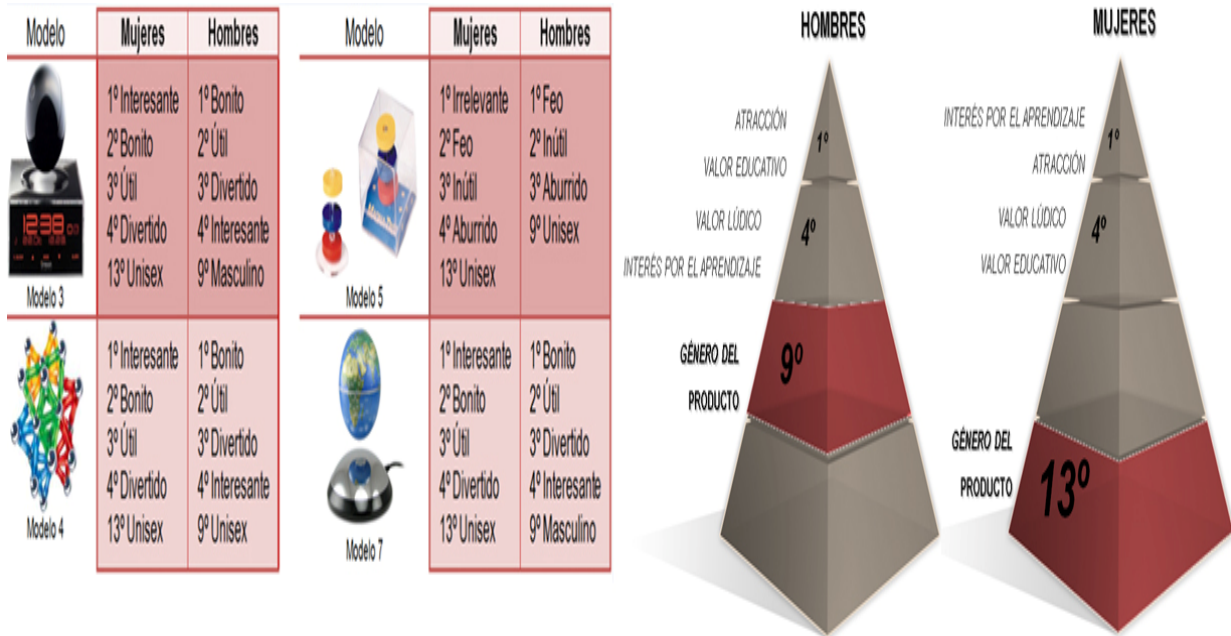 Modelo Mujeres Hombres
1º Interesante 1º Bonito
2º Bonito 2º Útil
3º Útil 3º Divertido
4º Divertido 4º Interesante
13º Unisex 9º Masculino
12:38
Modelo 3
1º Interesante 1º Bonito
2º Bonito 2º Útil
3º Útil 3º Divertido
4º Divertido 4º Interesante
13º Unisex 9º Unisex
Modelo 4
Modelo Mujeres Hombres
1º Irrelevante 1º Feo
2º Feo 2º Inútil
3º Inútil 3º Aburrido
4º Aburrido 9º Unisex
13º Unisex
Modelo 5
1º Interesante 1º Bonito
2º Bonito 2º Útil
3º Útil 3º Divertido
4º Divertido 4º Interesante
13º Unisex 9º Masculino
Modelo 7
HOMBRES
ATRACCIÓN
VALOR EDUCATIVO
1º
VALOR LÚDICO
INTERÉS POR EL APRENDIZAJE
4º
GÉNERO DEL
PRODUCTO
9º
MUJERES
INTERÉS POR EL APRENDIZAJE
ATRACCIÓN
1º
VALOR LÚDICO
VALOR EDUCATIVO
4º
GÉNERO DEL
PRODUCTO
13º